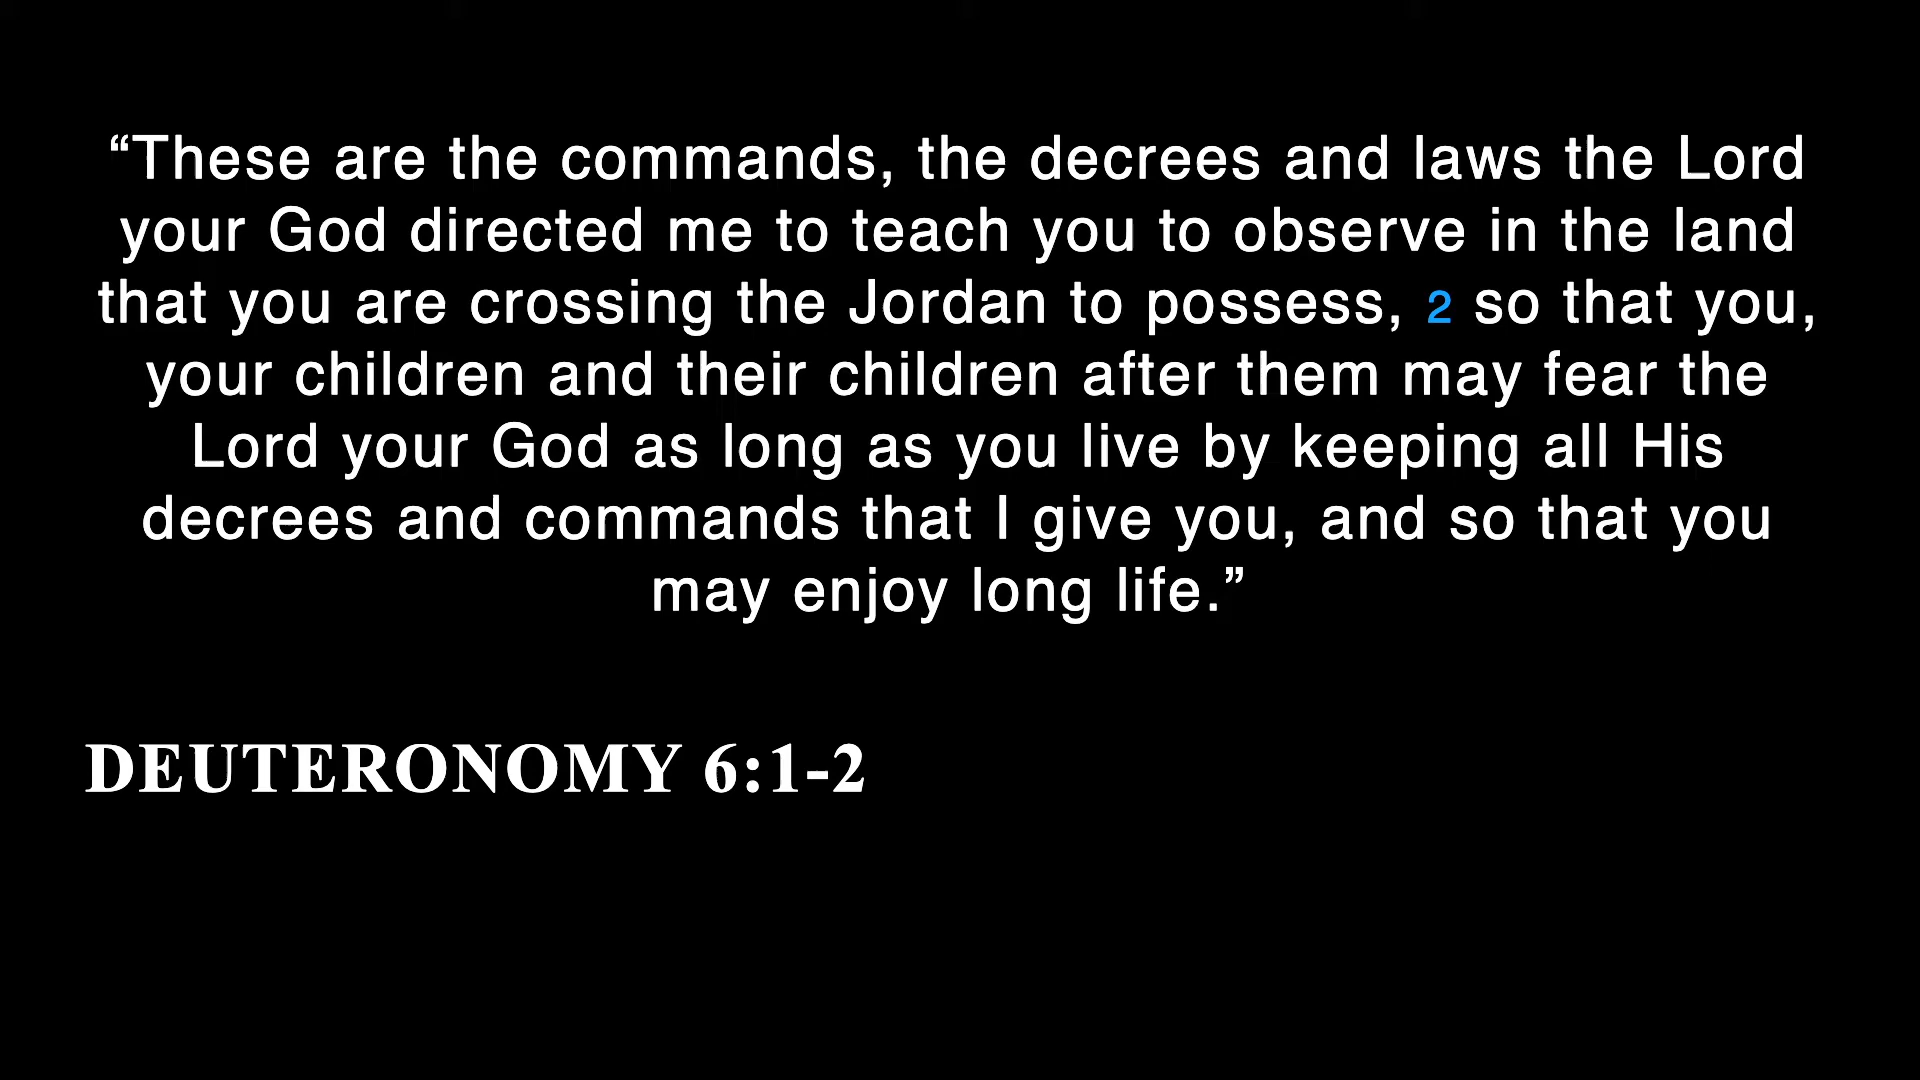 “These are the commands, the decrees and laws the Lord
your God directed me to teach you to observe in the land
that you are crossing the Jordan to possess, 2 so that you,
your children and their children after them may fear the
Lord your God as long as you live by keeping all His
decrees and commands that I give you, and so that you
may enjoy long life.”
DEUTERONOMY 6:1-2